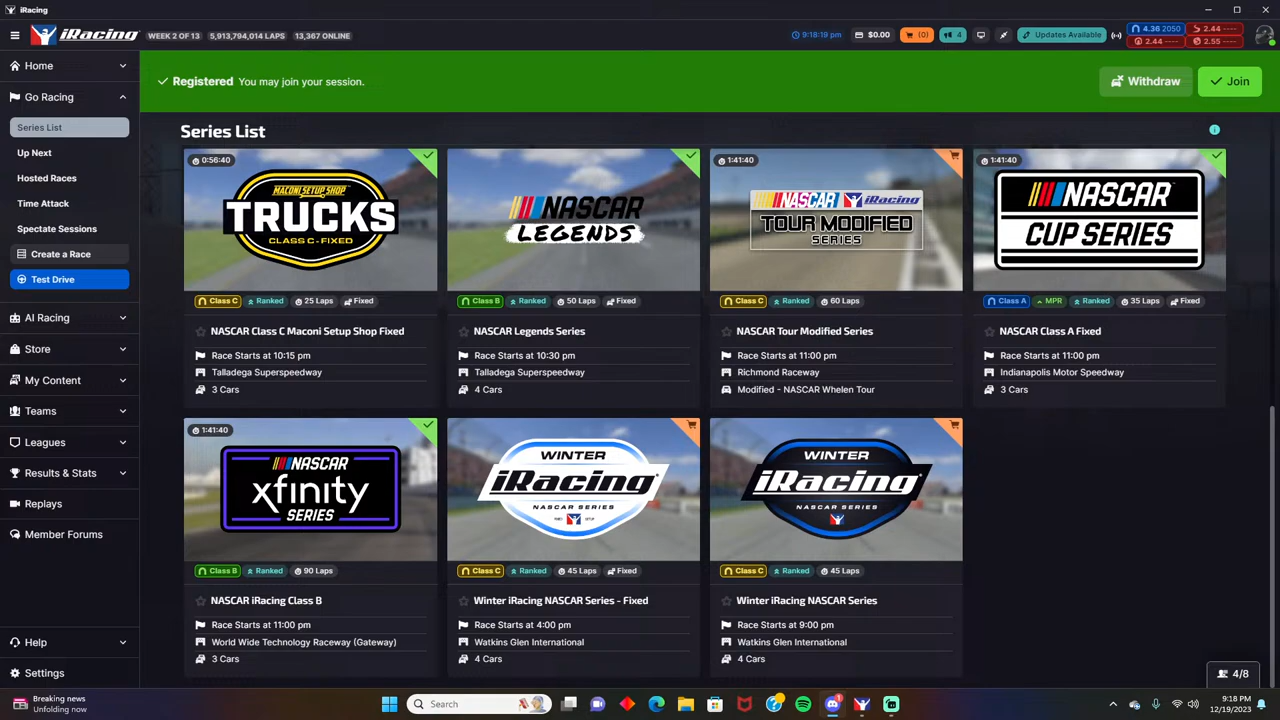 iRacing
iRacing WEEK 2 OF 13 5,913,794,014 LAPS 13,367 ONLINE 9:18:19 pm $0.00 (0) 4 Updates Available 4.36 2050 2.44 ----
2.44 ---- 2.55 ----
Registered You may join your session. Withdraw Join
Home
Go Racing
Series List
Up Next
Hosted Races
Time Attack
Spectate Sessions
Create a Race
Test Drive
AI Racing
Store
My Content
Teams
Leagues
Results & Stats
Replays
Member Forums
Help
Settings
Series List
0:56:40
MACONI SETUP SHOP
TRUCKS
CLASS C-FIXED
Class C Ranked 25 Laps Fixed
NASCAR Class C Maconi Setup Shop Fixed
Race Starts at 10:15 pm
Talladega Superspeedway
3 Cars
NASCAR
LEGENDS
Class B Ranked 50 Laps Fixed
NASCAR Legends Series
Race Starts at 10:30 pm
Talladega Superspeedway
4 Cars
1:41:40
NASCAR iRacing
TOUR MODIFIED
SERIES
Class C Ranked 60 Laps
NASCAR Tour Modified Series
Race Starts at 11:00 pm
Richmond Raceway
Modified - NASCAR Whelen Tour
1:41:40
NASCAR
CUP SERIES
Class A MPR Ranked 35 Laps Fixed
NASCAR Class A Fixed
Race Starts at 11:00 pm
Indianapolis Motor Speedway
3 Cars
1:41:40
NASCAR
xfinity
SERIES
Class B Ranked 90 Laps
NASCAR iRacing Class B
Race Starts at 11:00 pm
World Wide Technology Raceway (Gateway)
3 Cars
WINTER
iRacing
NASCAR SERIES
Class C Ranked 45 Laps Fixed
Winter iRacing NASCAR Series - Fixed
Race Starts at 4:00 pm
Watkins Glen International
4 Cars
WINTER
iRacing
NASCAR SERIES
Class C Ranked 45 Laps
Winter iRacing NASCAR Series
Race Starts at 9:00 pm
Watkins Glen International
4 Cars
4/8
Breaking news
Unfolding now
Search
9:18 PM
12/19/2023